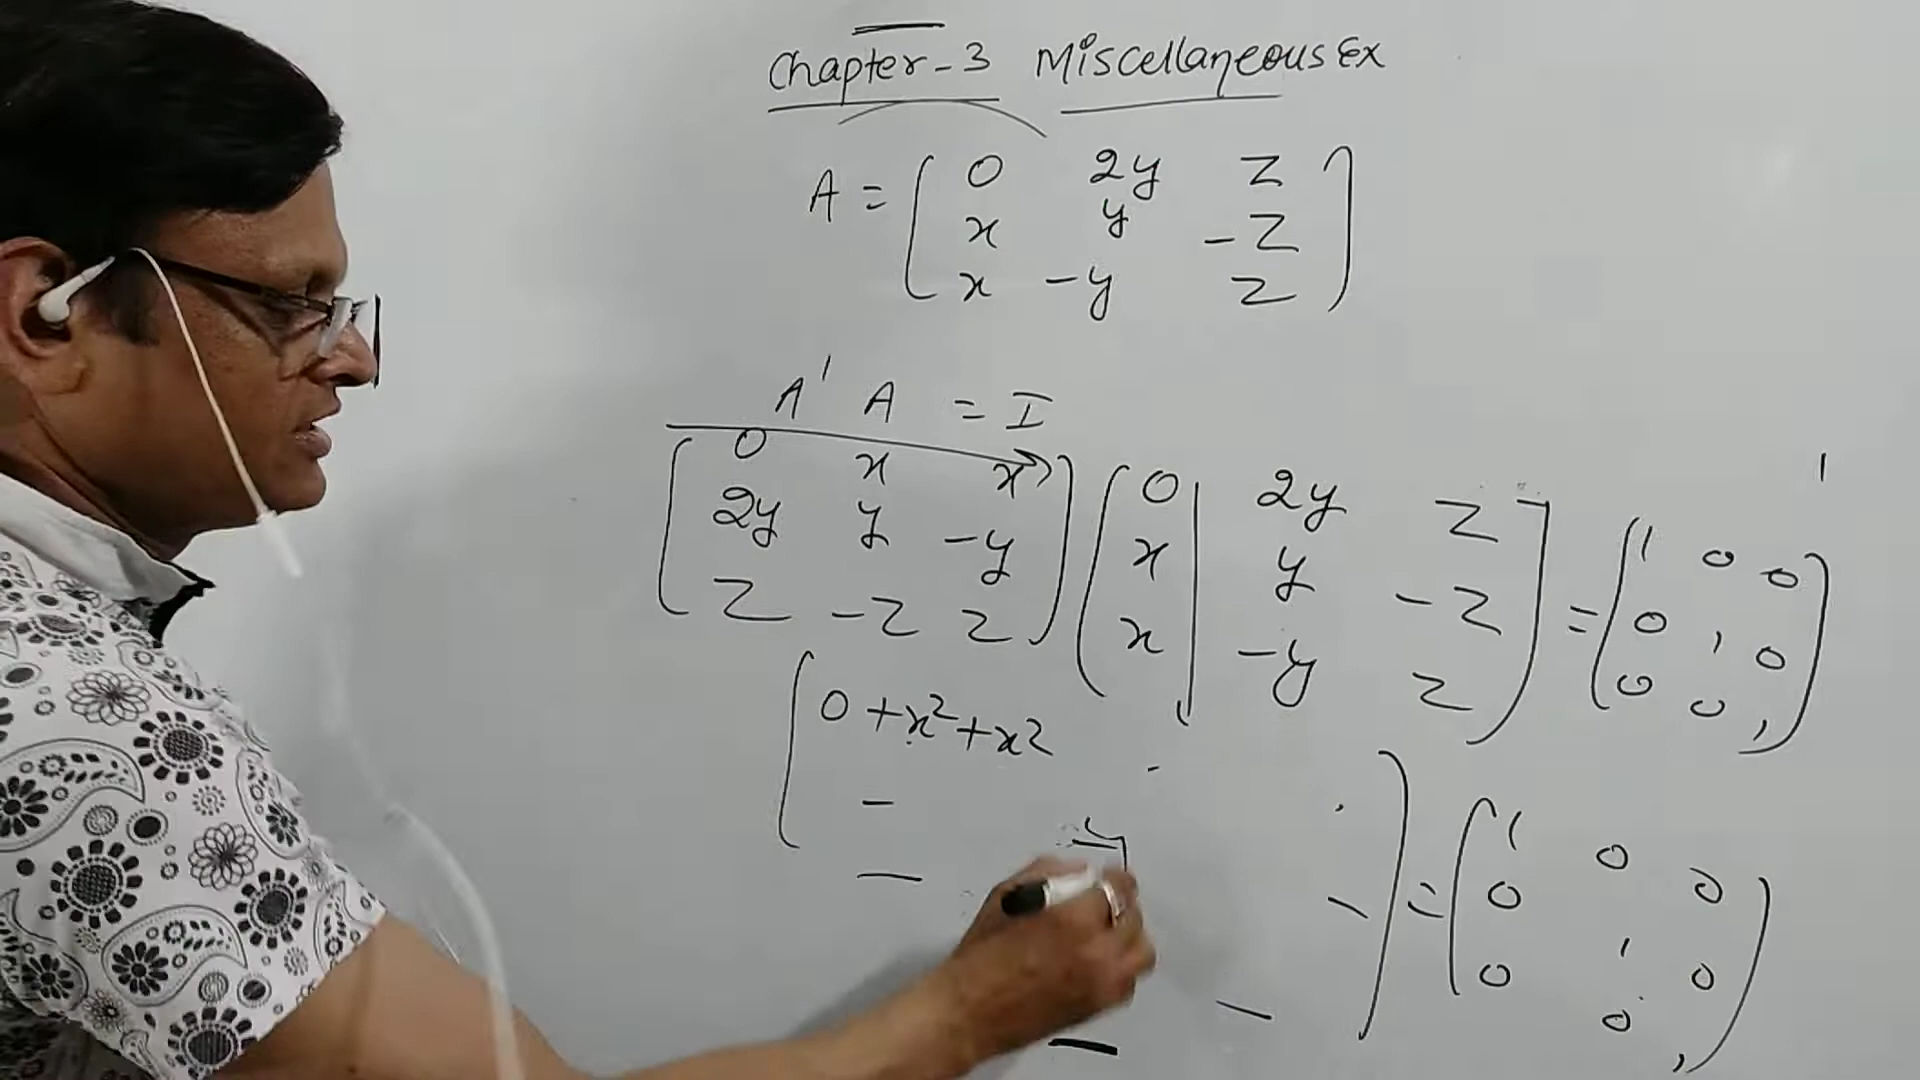 Chapter-3 Miscellaneous Ex
A = ( 0 2y z
x y -z
x -y z )
A' A = I
( 0 x x ) ( 0 2y z ) = ( 1 0 0
2y y -y x y -z 0 1 0
z -z z ) x -y z ) 0 0 1 )
1
( 0 + x² + x² - . ) = ( 1 0 0
- - 0 1 0
- - - 0 0 1 )